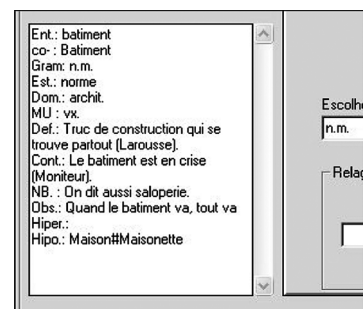 Ent.: batiment
co- : Batiment
Gram: n.m.
Est.: norme
Dom.: archit.
MU : vx.
Def.: Truc de construction qui se
trouve partout (Larousse).
Cont.: Le batiment est en crise
(Moniteur).
NB. : On dit aussi saloperie.
Obs.: Quand le batiment va, tout va
Hiper.:
Hipo.: Maison#Maisonette
n.m.